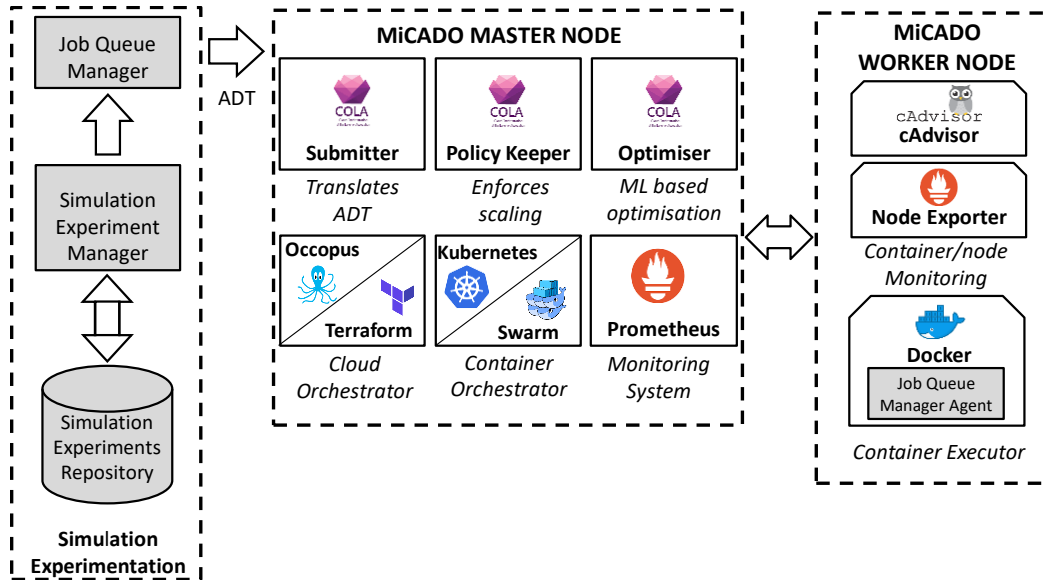 Job Queue
Manager
Simulation
Experiment
Manager
Simulation
Experiments
Repository
Simulation
Experimentation
ADT
MiCADO MASTER NODE
COLA
Submitter
Translates
ADT
COLA
Policy Keeper
Enforces
scaling
COLA
Optimiser
ML based
optimisation
Occopus
Terraform
Cloud
Orchestrator
Kubernetes
Swarm
Container
Orchestrator
Prometheus
Monitoring
System
MiCADO
WORKER NODE
cAdvisor
cAdvisor
Node Exporter
Container/node
Monitoring
Docker
Job Queue
Manager Agent
Container Executor